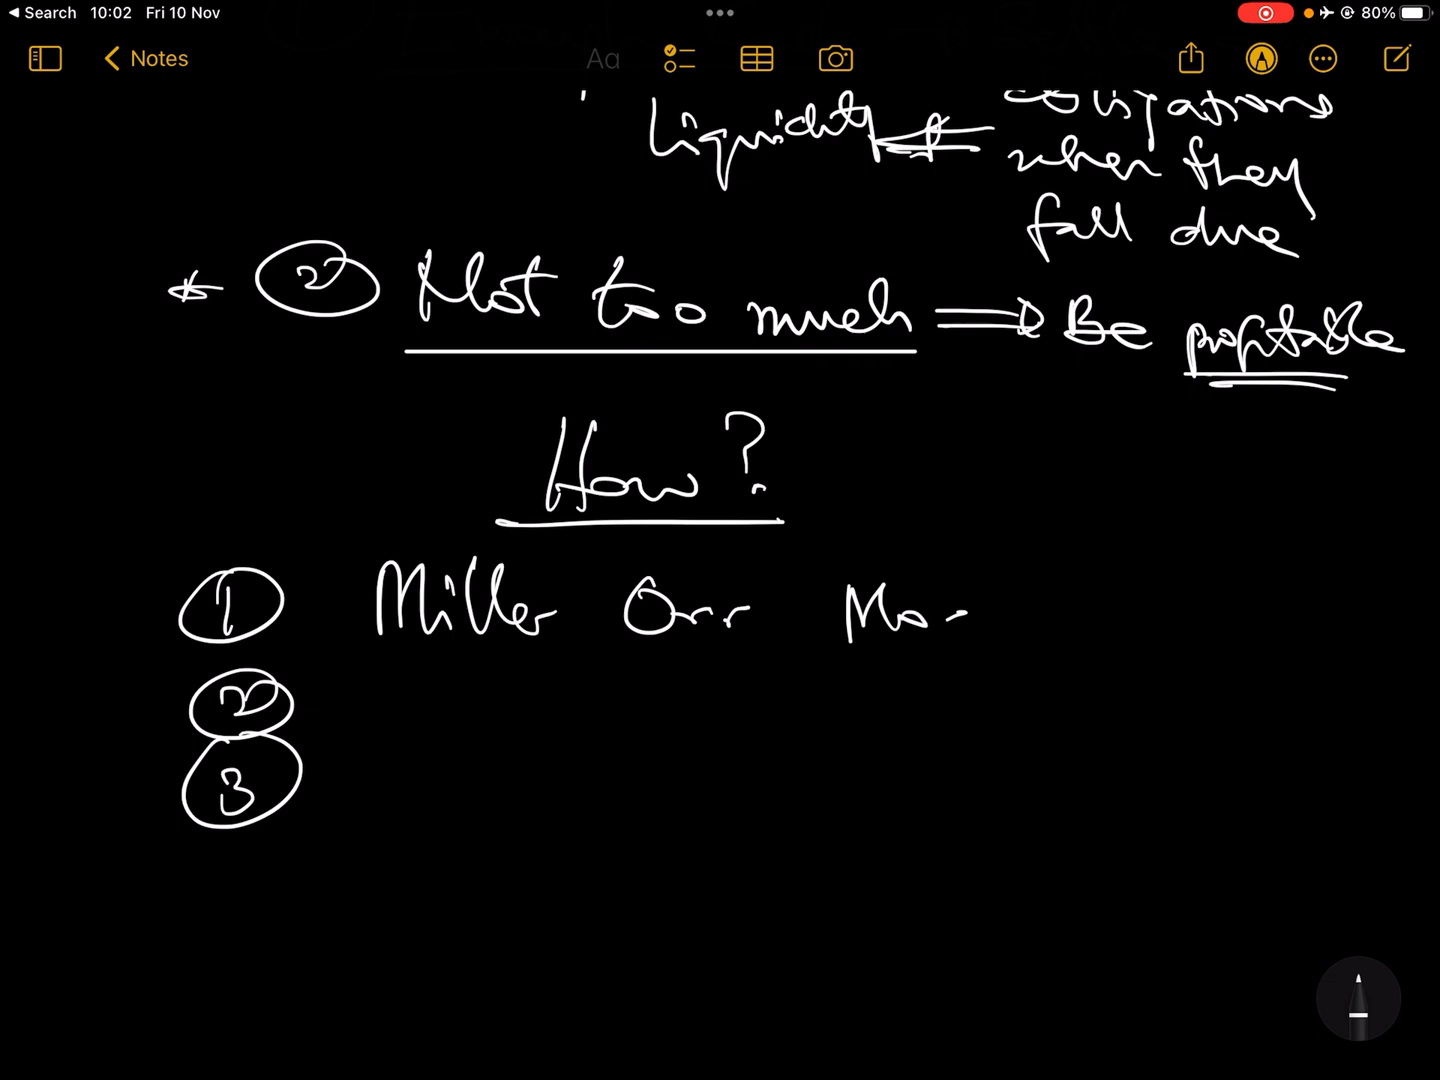 Search 10:02 Fri 10 Nov 80%
Notes Aa
obligations
Liquidity when they
fall due
2 Not too much ⇒ Be profitable
How?
1 Miller Orr Mo
2
3